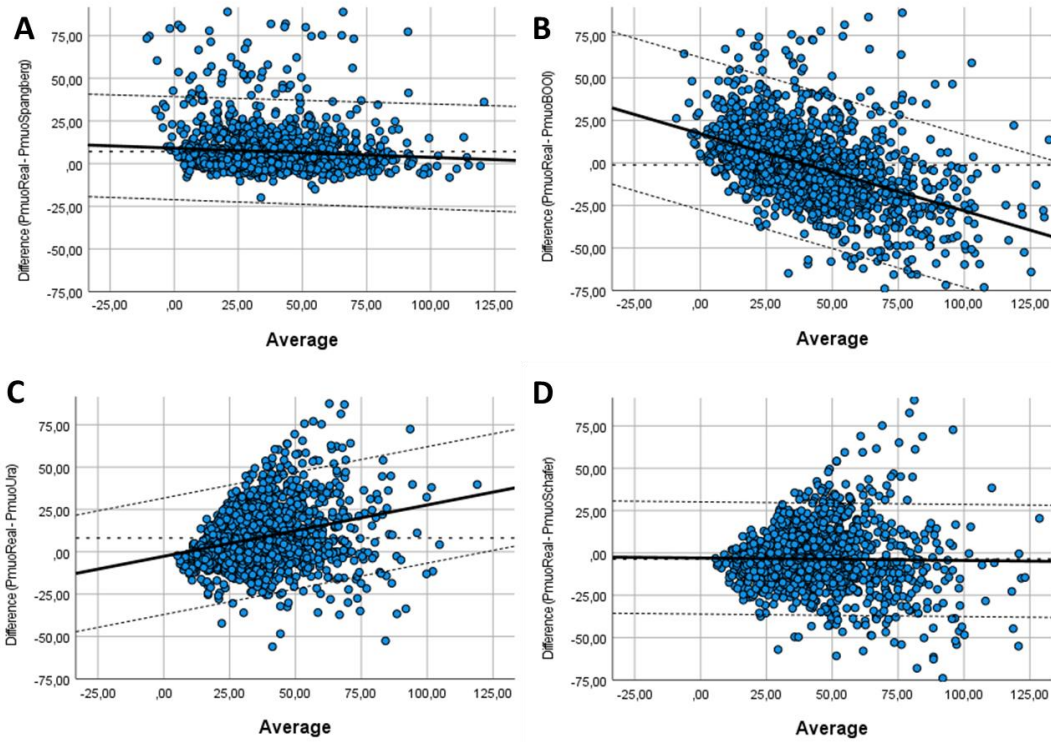 A
Difference (PmuoReal - PmuoSpangberg)
75,00
50,00
25,00
,00
-25,00
-50,00
-75,00
-25,00 ,00 25,00 50,00 75,00 100,00 125,00
Average
B
Difference (PmuoReal - PmuoBOOI)
75,00
50,00
25,00
,00
-25,00
-50,00
-75,00
-25,00 ,00 25,00 50,00 75,00 100,00 125,00
Average
C
Difference (PmuoReal - PmuoUra)
75,00
50,00
25,00
,00
-25,00
-50,00
-75,00
-25,00 ,00 25,00 50,00 75,00 100,00 125,00
Average
D
Difference (PmuoReal - PmuoSchafer)
75,00
50,00
25,00
,00
-25,00
-50,00
-75,00
-25,00 ,00 25,00 50,00 75,00 100,00 125,00
Average